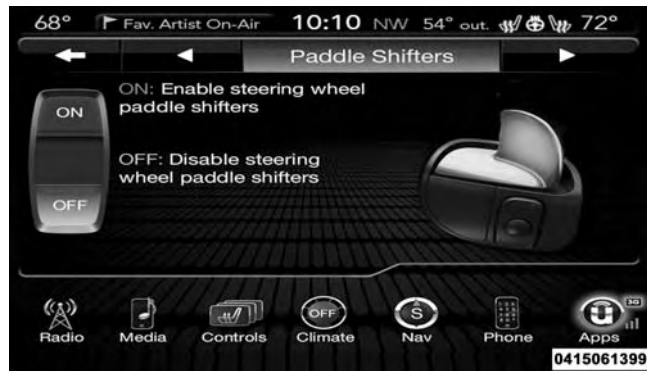 68° Fav. Artist On-Air 10:10 NW 54° out. 72°
Paddle Shifters
ON: Enable steering wheel
paddle shifters
ON
OFF: Disable steering
wheel paddle shifters
OFF
OFF
S
3G
Radio Media Controls Climate Nav Phone Apps
0415061399